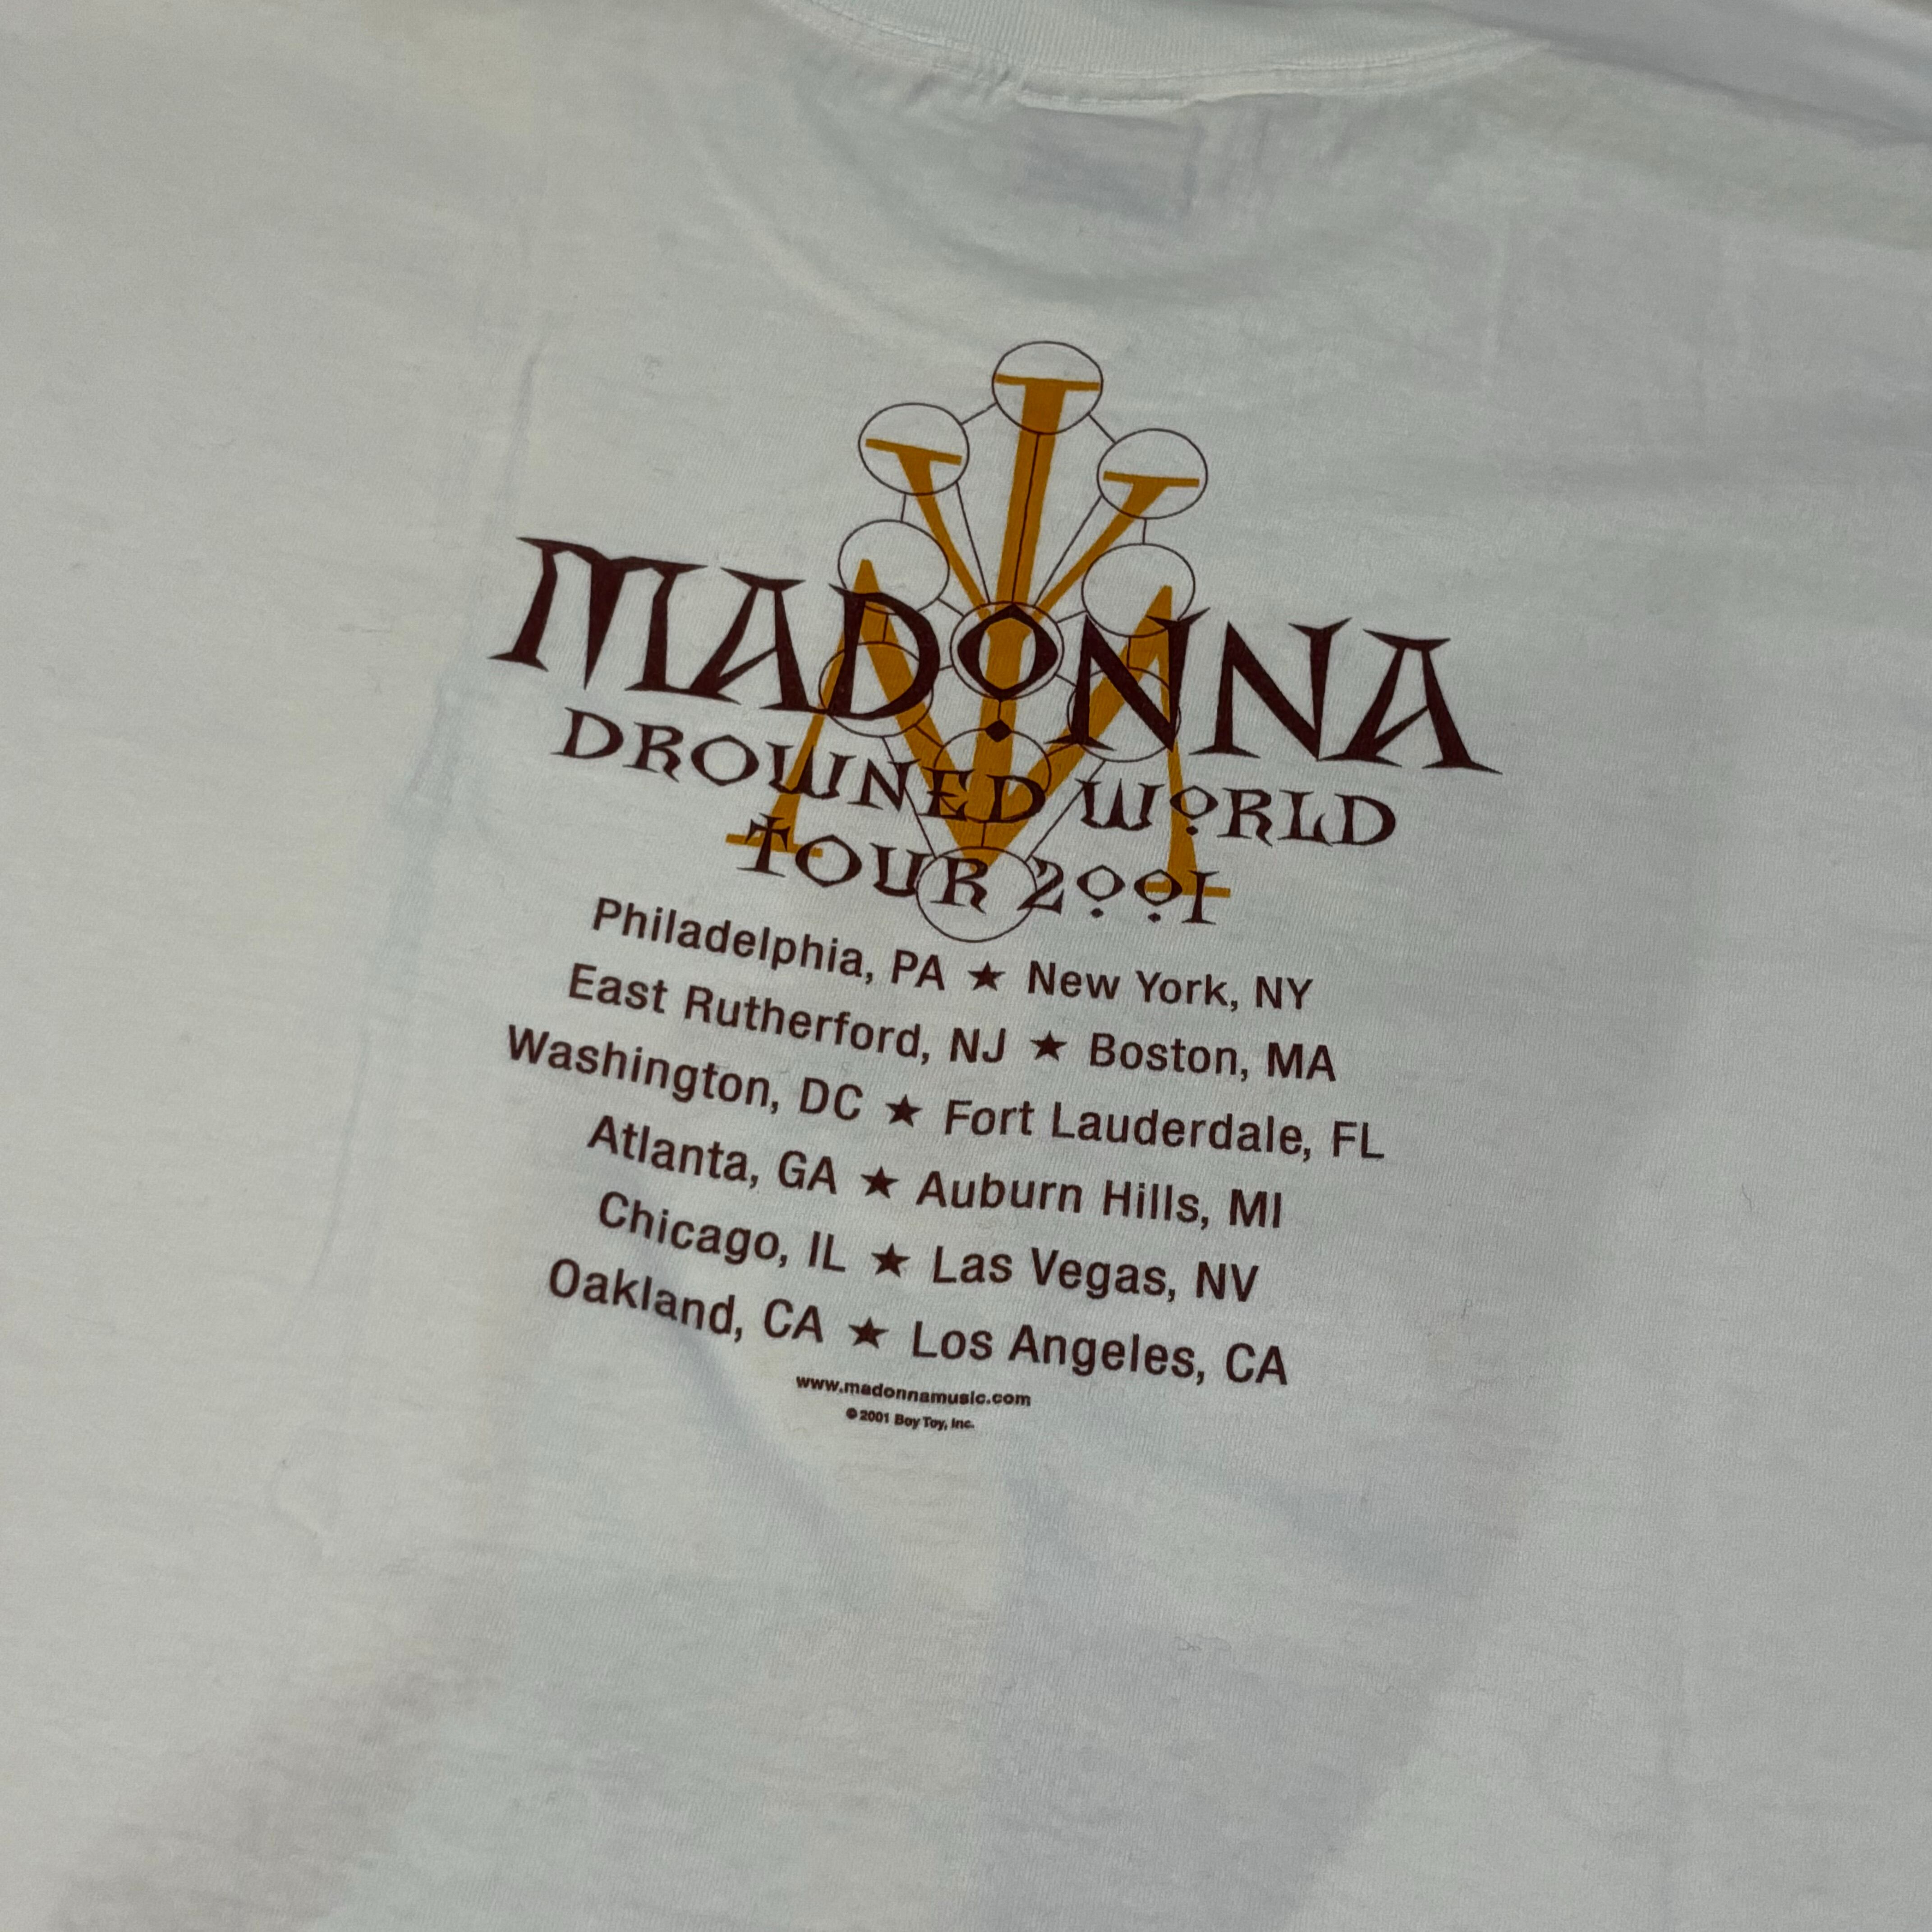 MADONNA
DROWNED WORLD
TOUR 2001
Philadelphia, PA ★ New York, NY
East Rutherford, NJ ★ Boston, MA
Washington, DC ★ Fort Lauderdale, FL
Atlanta, GA ★ Auburn Hills, MI
Chicago, IL ★ Las Vegas, NV
Oakland, CA ★ Los Angeles, CA
www.madonnamusic.com
© 2001 Boy Toy, Inc.